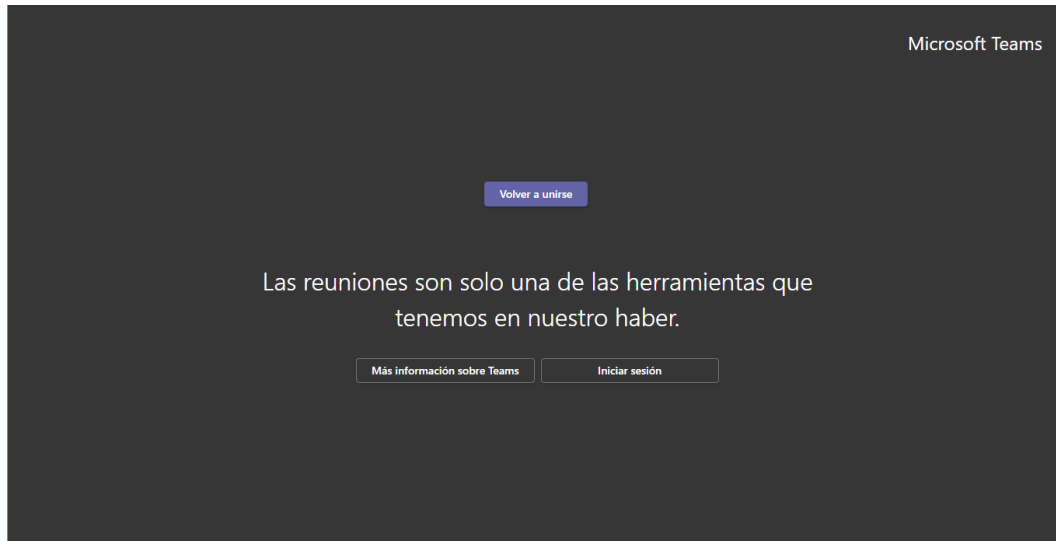 Microsoft Teams
Volver a unirse
Las reuniones son solo una de las herramientas que
tenemos en nuestro haber.
Más información sobre Teams
Iniciar sesión